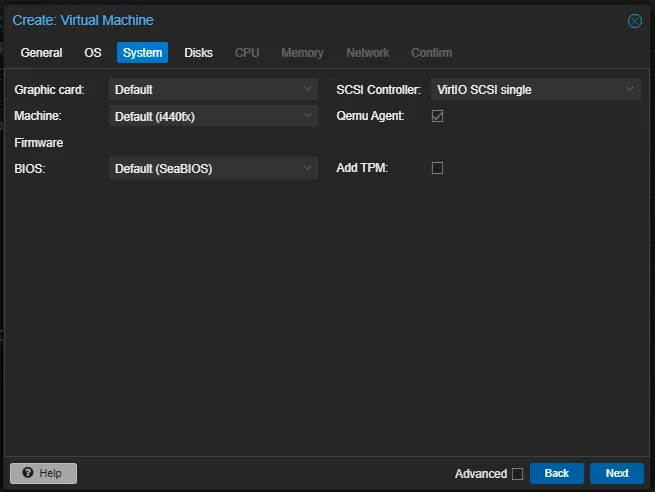 Create: Virtual Machine
General OS System Disks CPU Memory Network Confirm
Graphic card: Default SCSI Controller: VirtIO SCSI single
Machine: Default (i440fx) Qemu Agent:
Firmware
BIOS: Default (SeaBIOS) Add TPM:
Help Advanced Back Next